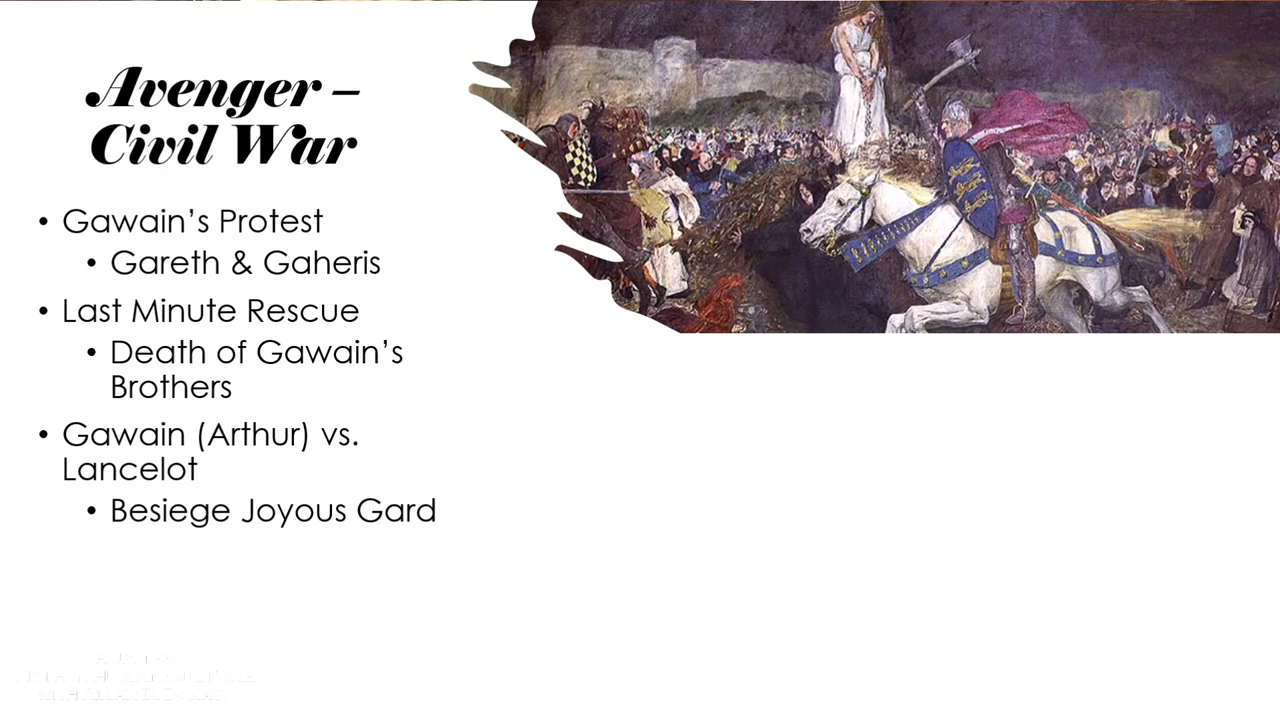 Avenger –
Civil War
• Gawain’s Protest
• Gareth & Gaheris
• Last Minute Rescue
• Death of Gawain’s
Brothers
• Gawain (Arthur) vs.
Lancelot
• Besiege Joyous Gard